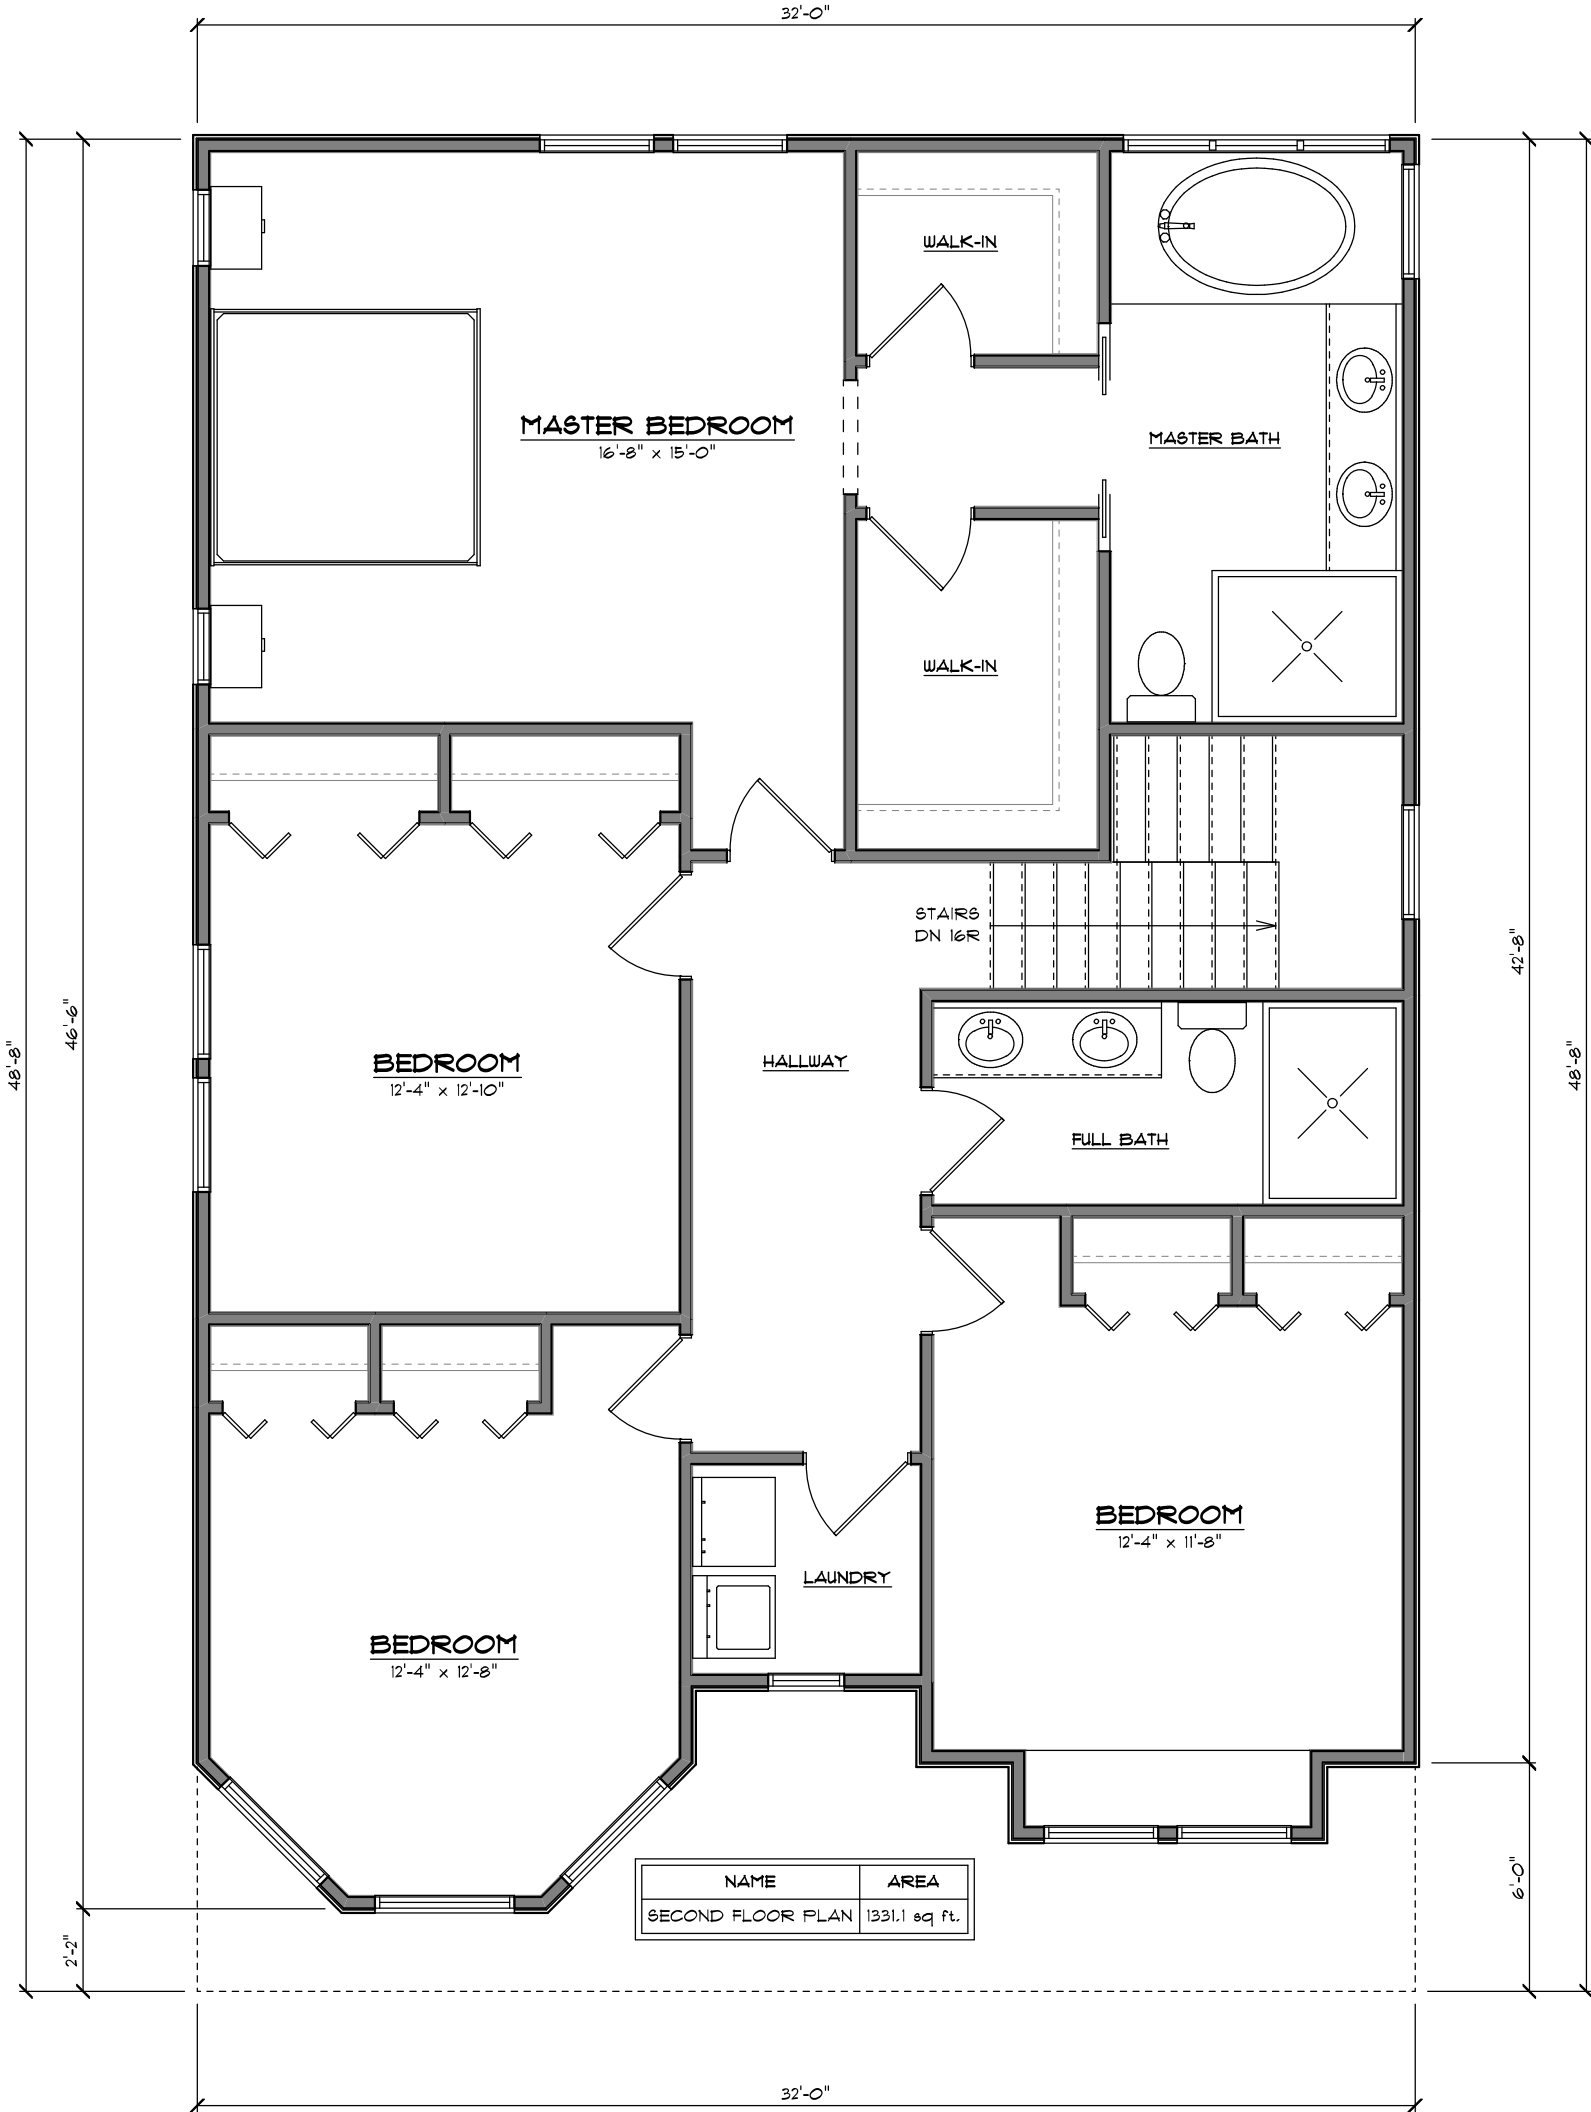 32'-0"
WALK-IN
MASTER BEDROOM
16'-8" x 15'-0"
MASTER BATH
WALK-IN
STAIRS
DN 16R
42'-8"
48'-8"
46'-6"
48'-8"
BEDROOM
12'-4" x 12'-10"
HALLWAY
FULL BATH
BEDROOM
12'-4" x 11'-8"
LAUNDRY
BEDROOM
12'-4" x 12'-8"
NAME AREA
SECOND FLOOR PLAN 1331.1 sq ft.
6'-0"
2'-2"
32'-0"